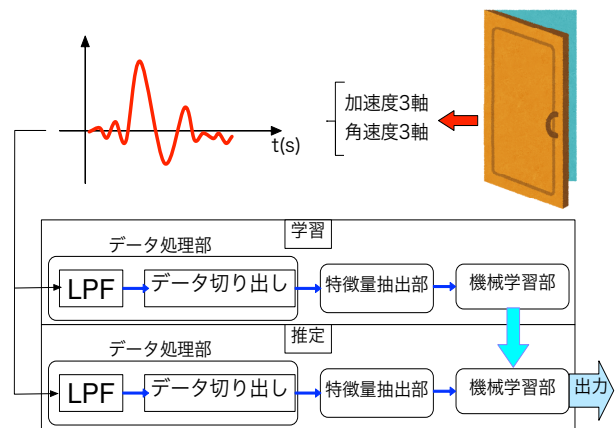 加速度3軸
角速度3軸
t(s)
学習
データ処理部
LPF
データ切り出し
特徴量抽出部
機械学習部
推定
データ処理部
LPF
データ切り出し
特徴量抽出部
機械学習部
出力